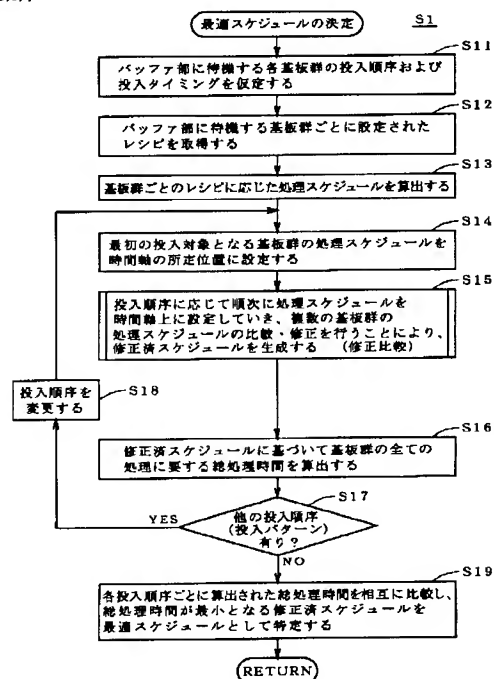 最適スケジュールの決定
S1
S11
バッファ部に待機する各基板群の投入順序および
投入タイミングを仮定する
S12
バッファ部に待機する基板群ごとに設定された
レシピを取得する
S13
基板群ごとのレシピに応じた処理スケジュールを算出する
S14
最初の投入対象となる基板群の処理スケジュールを
時間軸の所定位置に設定する
S15
投入順序に応じて順次に処理スケジュールを
時間軸上に設定していき、複数の基板群の
処理スケジュールの比較・修正を行うことにより、
修正済スケジュールを生成する (修正比較)
S18
投入順序を
変更する
S16
修正済スケジュールに基づいて基板群の全ての
処理に要する総処理時間を算出する
S17
YES
他の投入順序
(投入パターン)
有り?
NO
S19
各投入順序ごとに算出された総処理時間を相互に比較し、
総処理時間が最小となる修正済スケジュールを
最適スケジュールとして特定する
RETURN